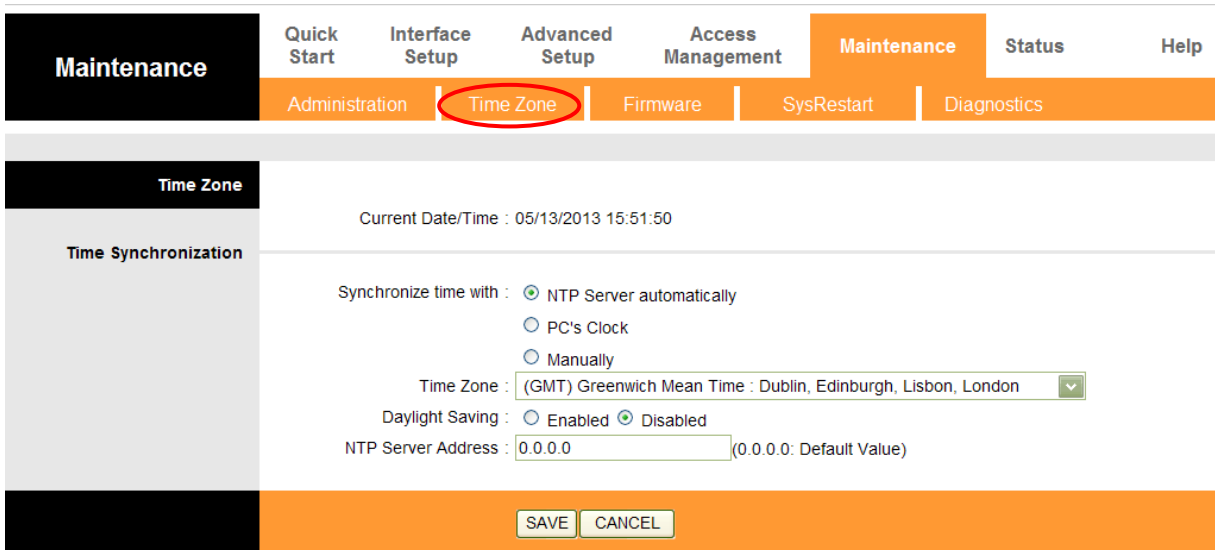 Maintenance
Quick Start
Interface Setup
Advanced Setup
Access Management
Maintenance
Status
Help
Administration
Time Zone
Firmware
SysRestart
Diagnostics
Time Zone
Current Date/Time : 05/13/2013 15:51:50
Time Synchronization
Synchronize time with : NTP Server automatically
PC's Clock
Manually
Time Zone : (GMT) Greenwich Mean Time : Dublin, Edinburgh, Lisbon, London
Daylight Saving : Enabled Disabled
NTP Server Address : 0.0.0.0 (0.0.0.0: Default Value)
SAVE CANCEL